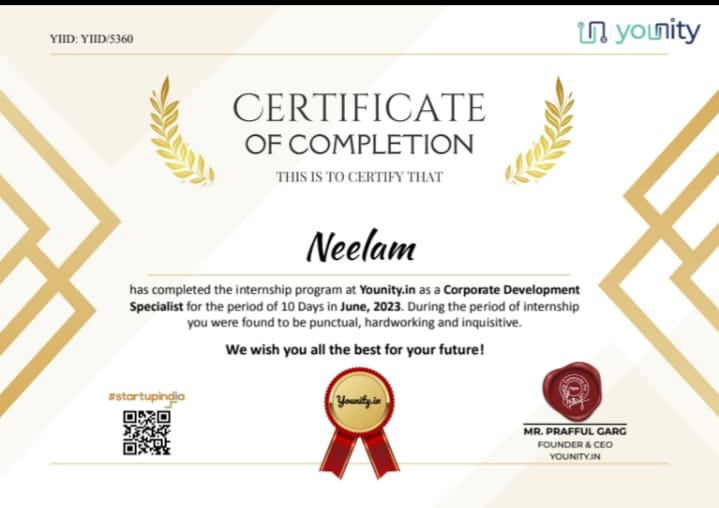 YIID: YIID/5360
younity
CERTIFICATE
OF COMPLETION
THIS IS TO CERTIFY THAT
Neelam
has completed the internship program at Younity.in as a Corporate Development
Specialist for the period of 10 Days in June, 2023. During the period of internship
you were found to be punctual, hardworking and inquisitive.
We wish you all the best for your future!
#startupindia
Younity.in
MR. PRAFFUL GARG
FOUNDER & CEO
YOUNITY.IN